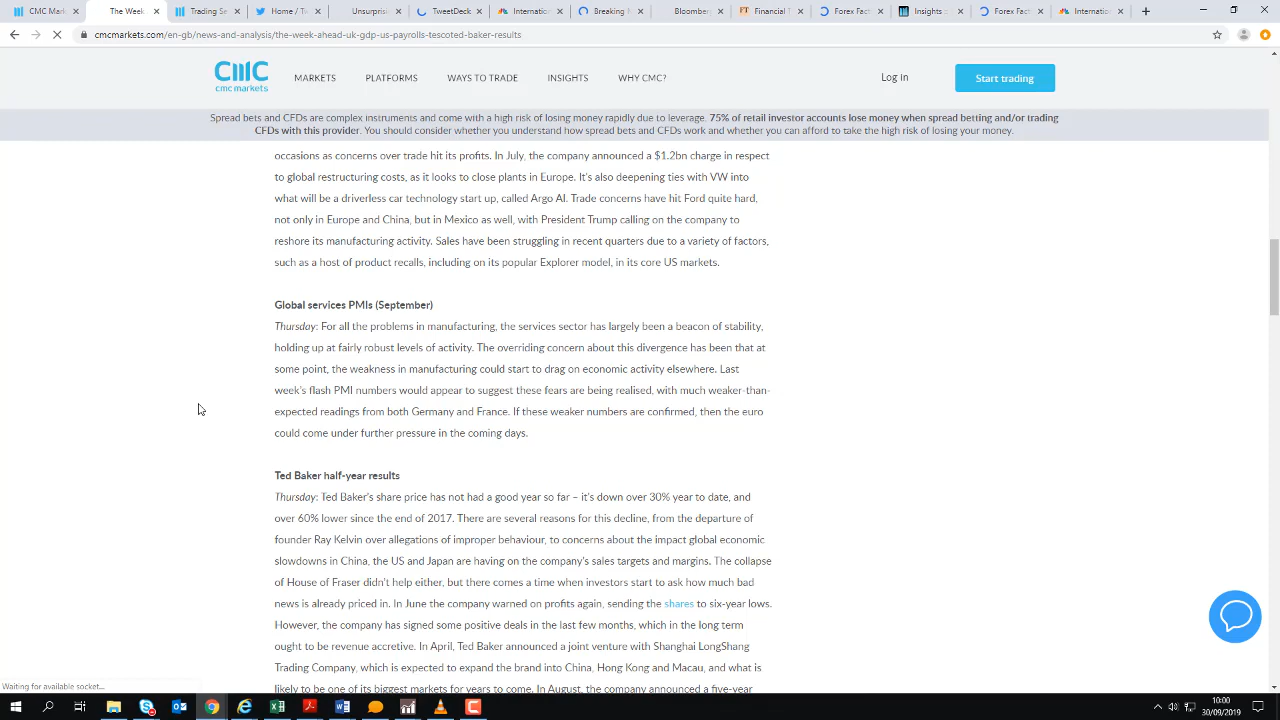 CMC Mark
The Week
Trading Se
Home / Tw
Unsurprise
TweetDeck
Internation
Breaking N
Bloomberg
Financial T
Forex Fact
Insights a
Forex Fact
Internation
cmcmarkets.com/en-gb/news-and-analysis/the-week-ahead-uk-gdp-us-payrolls-tescoted-baker-results
cmc markets
MARKETS PLATFORMS WAYS TO TRADE INSIGHTS WHY CMC? Log in Start trading
Spread bets and CFDs are complex instruments and come with a high risk of losing money rapidly due to leverage. 75% of retail investor accounts lose money when spread betting and/or trading
CFDs with this provider. You should consider whether you understand how spread bets and CFDs work and whether you can afford to take the high risk of losing your money.
occasions as concerns over trade hit its profits. In July, the company announced a $1.2bn charge in respect
to global restructuring costs, as it looks to close plants in Europe. It's also deepening ties with VW into
what will be a driverless car technology start up, called Argo AI. Trade concerns have hit Ford quite hard,
not only in Europe and China, but in Mexico as well, with President Trump calling on the company to
reshore its manufacturing activity. Sales have been struggling in recent quarters due to a variety of factors,
such as a host of product recalls, including on its popular Explorer model, in its core US markets.
Global services PMIs (September)
Thursday: For all the problems in manufacturing, the services sector has largely been a beacon of stability,
holding up at fairly robust levels of activity. The overriding concern about this divergence has been that at
some point, the weakness in manufacturing could start to drag on economic activity elsewhere. Last
week's flash PMI numbers would appear to suggest these fears are being realised, with much weaker-than-
expected readings from both Germany and France. If these weaker numbers are confirmed, then the euro
could come under further pressure in the coming days.
Ted Baker half-year results
Thursday: Ted Baker's share price has not had a good year so far – it's down over 30% year to date, and
over 60% lower since the end of 2017. There are several reasons for this decline, from the departure of
founder Ray Kelvin over allegations of improper behaviour, to concerns about the impact global economic
slowdowns in China, the US and Japan are having on the company's sales targets and margins. The collapse
of House of Fraser didn't help either, but there comes a time when investors start to ask how much bad
news is already priced in. In June the company warned on profits again, sending the shares to six-year lows.
However, the company has signed some positive deals in the last few months, which in the long term
ought to be revenue accretive. In April, Ted Baker announced a joint venture with Shanghai LongShang
Trading Company, which is expected to expand the brand into China, Hong Kong and Macau, and what is
likely to be one of its biggest markets for years to come. In August, the company announced a five-year
Waiting for available socket...
10:00
30/09/2019